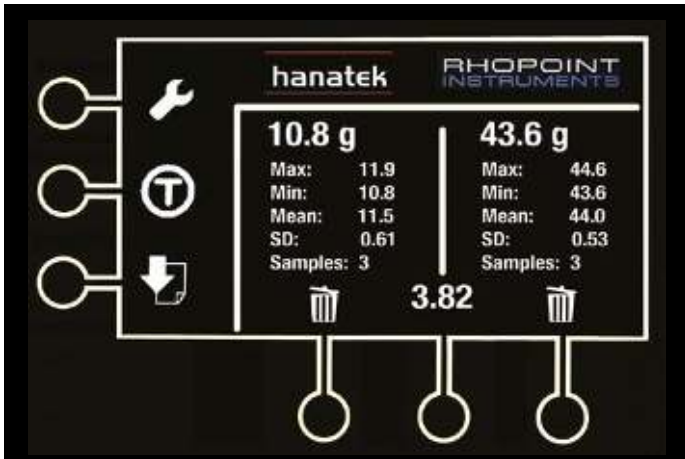 hanatek
RHOPOINT
INSTRUMENTS
T
10.8 g
Max: 11.9
Min: 10.8
Mean: 11.5
SD: 0.61
Samples: 3
43.6 g
Max: 44.6
Min: 43.6
Mean: 44.0
SD: 0.53
Samples: 3
3.82